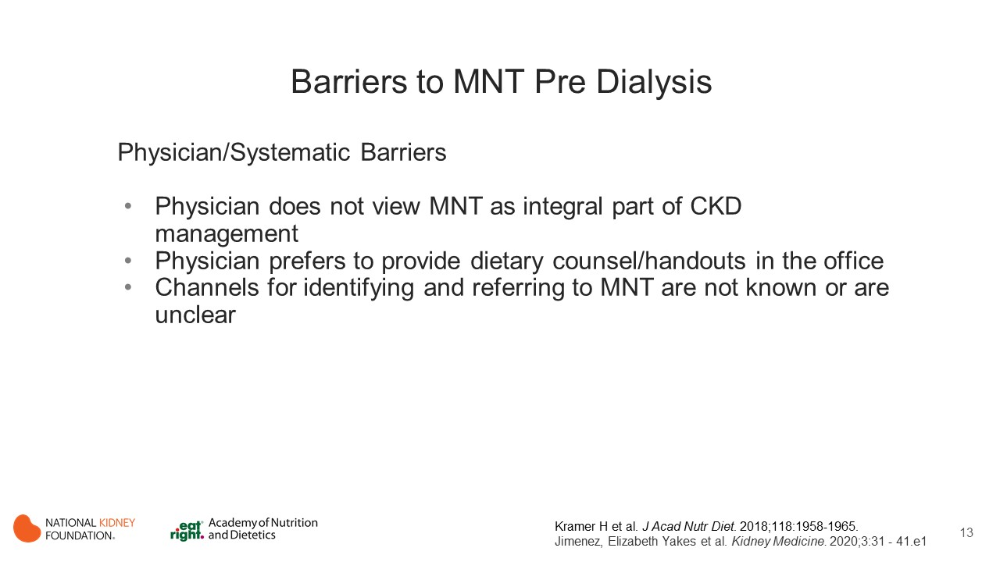 Barriers to MNT Pre Dialysis
Physician/Systematic Barriers
• Physician does not view MNT as integral part of CKD
management
• Physician prefers to provide dietary counsel/handouts in the office
• Channels for identifying and referring to MNT are not known or are
unclear
NATIONAL KIDNEY
FOUNDATION®
eat
right.
Academy of Nutrition
and Dietetics
Kramer H et al. J Acad Nutr Diet. 2018;118:1958-1965.
Jimenez, Elizabeth Yakes et al. Kidney Medicine. 2020;3:31 - 41.e1
13